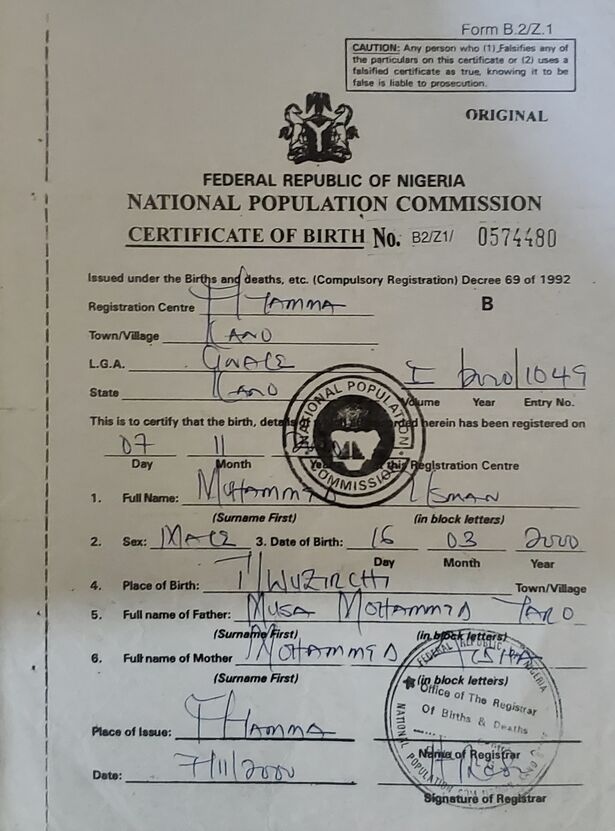 Form B.2/Z.1
CAUTION: Any person who (1) Falsifies any of
the particulars on this certificate or (2) uses a
falsified certificate as true, knowing it to be
false is liable to prosecution.
ORIGINAL
FEDERAL REPUBLIC OF NIGERIA
NATIONAL POPULATION COMMISSION
CERTIFICATE OF BIRTH No. B2/Z1/ 0574480
Issued under the Births and deaths, etc. (Compulsory Registration) Decree 69 of 1992
Registration Centre
B
Town/Village KANO
L.G.A. GWALE
I 2000 1049
State KANO
Volume Year Entry No.
This is to certify that the birth, herein has been registered on
07 11
Day Month Year this Registration Centre
NATIONAL POPULATION COMMISSION
1. Full Name: MOHAMMED USMAN
(Surname First) (in block letters)
2. Sex: MALE 3. Date of Birth: 16 03 2000
Day Month Year
4. Place of Birth: Town/Village
5. Full name of Father: MUSA MOHAMMED
(Surname First) (in block letters)
6. Full name of Mother MOHAMMED
(Surname First) (in block letters)
FEDERAL REPUBLIC OF NIGERIA
Office of The Registrar
Of Births & Deaths
NATIONAL POPULATION
Place of Issue:
Name of Registrar
Date: 7/11/2000
Signature of Registrar